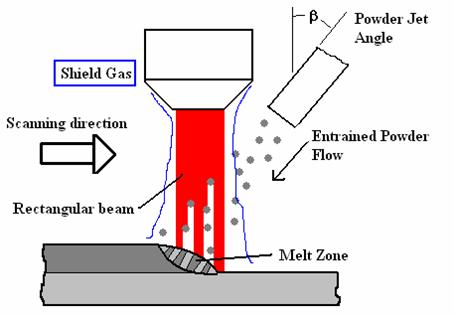 β
Powder Jet
Angle
Shield Gas
Scanning direction
Entrained Powder
Flow
Rectangular beam
Melt Zone